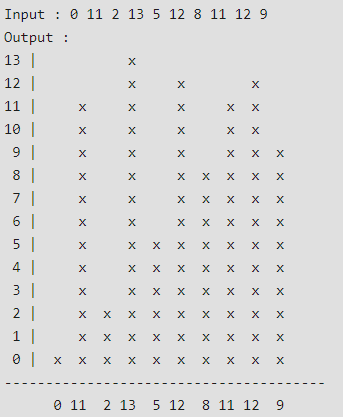 Input : 0 11 2 13 5 12 8 11 12 9
Output :
13 |           x
12 |           x     x        x
11 |     x     x     x     x  x
10 |     x     x     x     x  x
 9 |     x     x     x     x  x  x
 8 |     x     x     x  x  x  x  x
 7 |     x     x     x  x  x  x  x
 6 |     x     x     x  x  x  x  x
 5 |     x     x  x  x  x  x  x  x
 4 |     x     x  x  x  x  x  x  x
 3 |     x     x  x  x  x  x  x  x
 2 |     x  x  x  x  x  x  x  x  x
 1 |     x  x  x  x  x  x  x  x  x
 0 |  x  x  x  x  x  x  x  x  x  x
---------------------------------------
      0 11  2 13  5 12  8 11 12  9